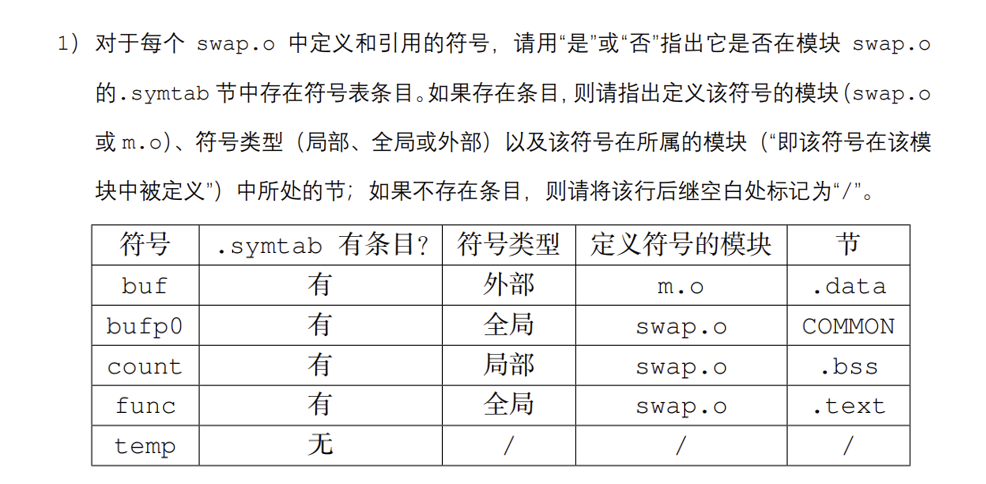 1) 对于每个 swap.o 中定义和引用的符号，请用“是”或“否”指出它是否在模块 swap.o
的.symtab 节中存在符号表条目。如果存在条目，则请指出定义该符号的模块(swap.o
或 m.o)、符号类型（局部、全局或外部）以及该符号在所属的模块（“即该符号在该模
块中被定义”）中所处的节；如果不存在条目，则请将该行后继空白处标记为“/”。
符号 .symtab 有条目? 符号类型 定义符号的模块 节
buf 有 外部 m.o .data
bufp0 有 全局 swap.o COMMON
count 有 局部 swap.o .bss
func 有 全局 swap.o .text
temp 无 / / /